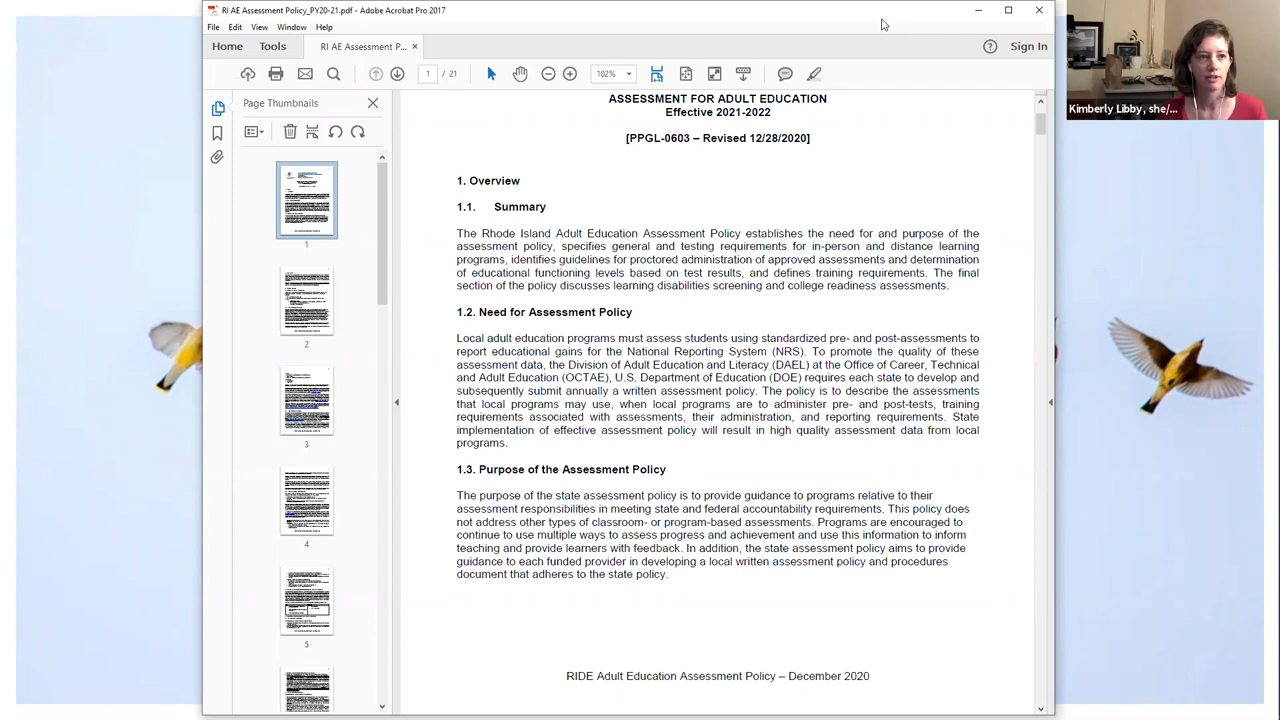 RI AE Assessment Policy_PY20-21.pdf - Adobe Acrobat Pro 2017
File Edit View Window Help
Home Tools RI AE Assessment P... × Sign In
1 / 21 102%
Page Thumbnails
1
2
3
4
5
ASSESSMENT FOR ADULT EDUCATION
Effective 2021-2022
[PPGL-0603 – Revised 12/28/2020]
1. Overview
Summary
The Rhode Island Adult Education Assessment Policy establishes the need for and purpose of the
assessment policy, specifies general and testing requirements for in-person and distance learning
programs, identifies guidelines for proctored administration of approved assessments and determination
of educational functioning levels based on test results, and defines training requirements. The final
section of the policy addresses learning disabilities screening and college readiness assessments.
Need for Assessment Policy
Local adult education programs must assess students using standardized pre- and post-assessments to
report educational gains for the National Reporting System (NRS). To promote the quality of these
assessment data, the Division of Adult Education and Literacy (DAEL) at the Office of Career, Technical
and Adult Education (OCTAE), U.S. Department of Education (DOE) requires each state to develop and
subsequently submit annually a written assessment policy. The policy is to describe the assessments
that local programs may use, when local programs are to administer pre- and post-tests, training
requirements associated with assessments, their administration, and reporting requirements. State
implementation of effective assessment policy will result in high quality assessment data from local
programs.
1.3. Purpose of the Assessment Policy
The purpose of the state assessment policy is to provide guidance to programs relative to their
assessment responsibilities in meeting state and federal accountability requirements. This policy does
not address other forms of classroom or program-based assessments. Programs are encouraged to
continue to use multiple ways to assess progress and achievement and use this information to inform
teaching and provide learners with feedback. In addition, the state assessment policy aims to provide
guidance to each funded provider in developing a local written assessment policy and procedures
document that adheres to the state policy.
RIDE Adult Education Assessment Policy – December 2020
Kimberly Libby, she/...